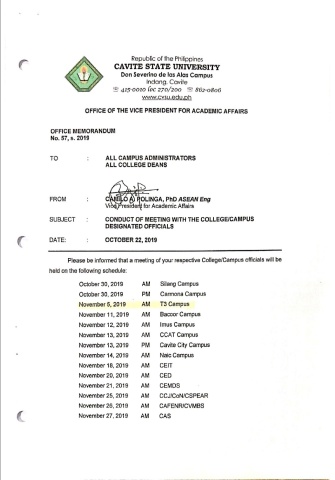 Republic of the Philippines
CAVITE STATE UNIVERSITY
Don Severino de las Alas Campus
Indang, Cavite
☏ 415-0010 loc 270/200 ☏ 862-0806
www.cvsu.edu.ph
OFFICE OF THE VICE PRESIDENT FOR ACADEMIC AFFAIRS
OFFICE MEMORANDUM
No. 57, s. 2019
TO : ALL CAMPUS ADMINISTRATORS
ALL COLLEGE DEANS
FROM : CAMILO A. POLINGA, PhD ASEAN Eng
Vice President for Academic Affairs
SUBJECT : CONDUCT OF MEETING WITH THE COLLEGE/CAMPUS
DESIGNATED OFFICIALS
DATE: : OCTOBER 22, 2019
Please be informed that a meeting of your respective College/Campus officials will be
held on the following schedule:
October 30, 2019 AM Silang Campus
October 30, 2019 PM Carmona Campus
November 5, 2019 AM T3 Campus
November 11, 2019 AM Bacoor Campus
November 12, 2019 AM Imus Campus
November 13, 2019 AM CCAT Campus
November 13, 2019 PM Cavite City Campus
November 14, 2019 AM Naic Campus
November 18, 2019 AM CEIT
November 20, 2019 AM CED
November 21, 2019 AM CEMDS
November 25, 2019 AM CCJ/CoN/CSPEAR
November 26, 2019 AM CAFENR/CVMBS
November 27, 2019 AM CAS